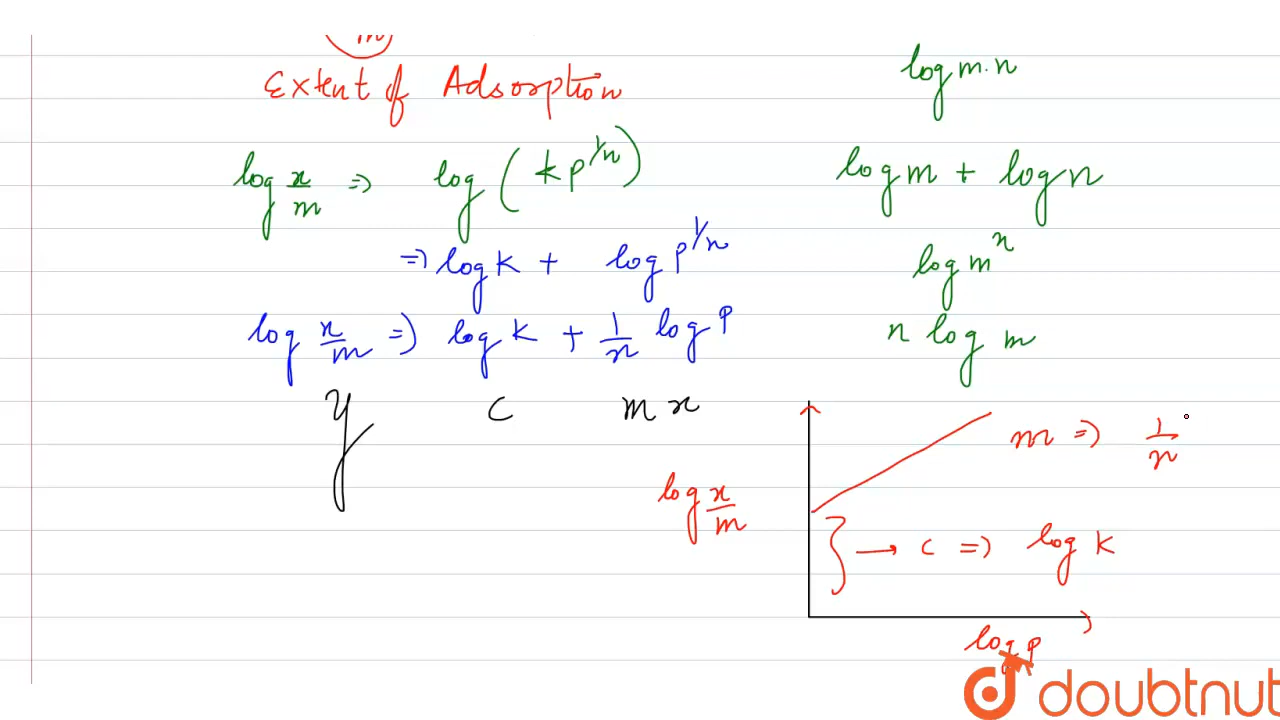 m
Extent of Adsorption
log x/m ⇒ log (kp^1/n)
⇒ log k + log p^1/n
log x/m ⇒ log k + 1/n log P
y c m x
log m.n
log m + log n
log m^n
n log m
m ⇒ 1/n
log x/m
} → c ⇒ log k
log p
doubtnut